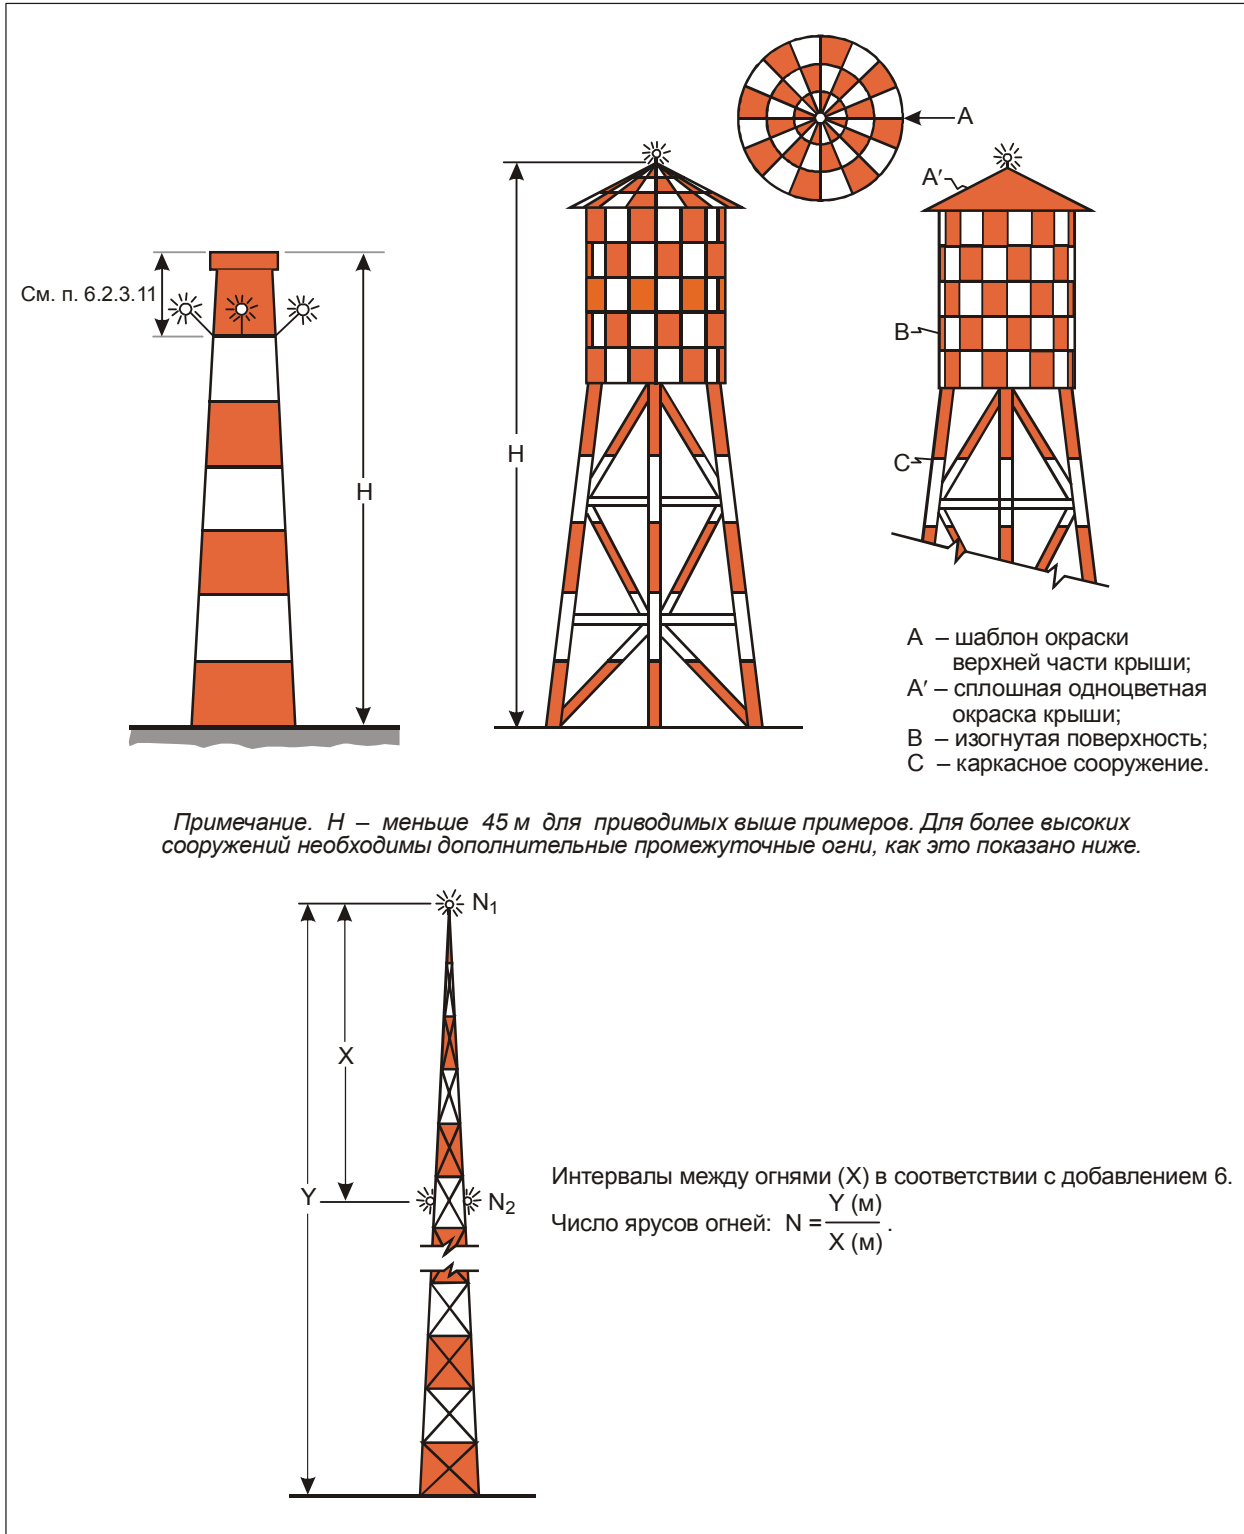 A
A′
См. п. 6.2.3.11
B
H
H
C
A – шаблон окраски
верхней части крыши;
A′ – сплошная одноцветная
окраска крыши;
B – изогнутая поверхность;
C – каркасное сооружение.
Примечание. H – меньше 45 м для приводимых выше примеров. Для более высоких
сооружений необходимы дополнительные промежуточные огни, как это показано ниже.
N₁
X
Y
N₂
Интервалы между огнями (X) в соответствии с добавлением 6.
Число ярусов огней: N = Y (м) / X (м) .